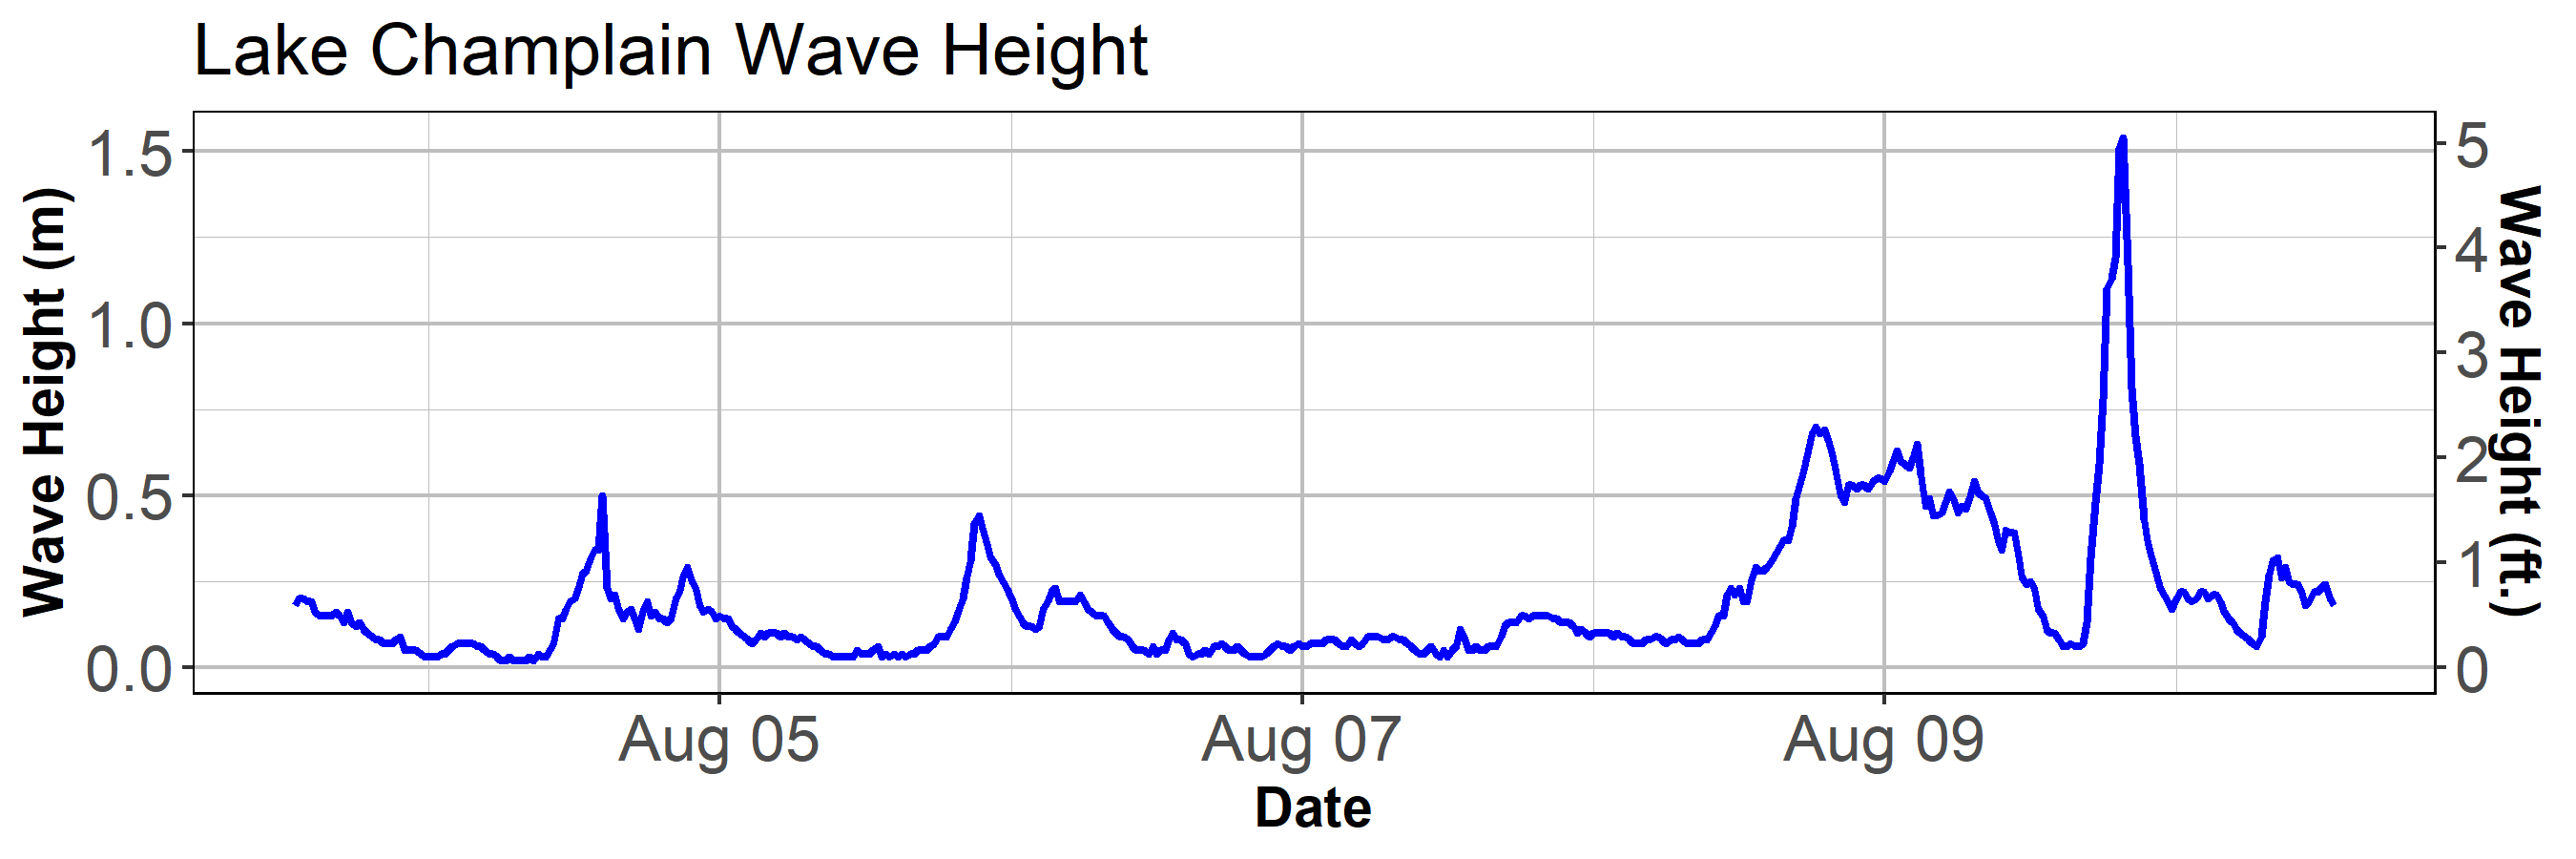 Lake Champlain Wave Height
Wave Height (m)
1.5
1.0
0.5
0.0
5
4
3
2
1
0
Wave Height (ft.)
Aug 05
Aug 07
Aug 09
Date